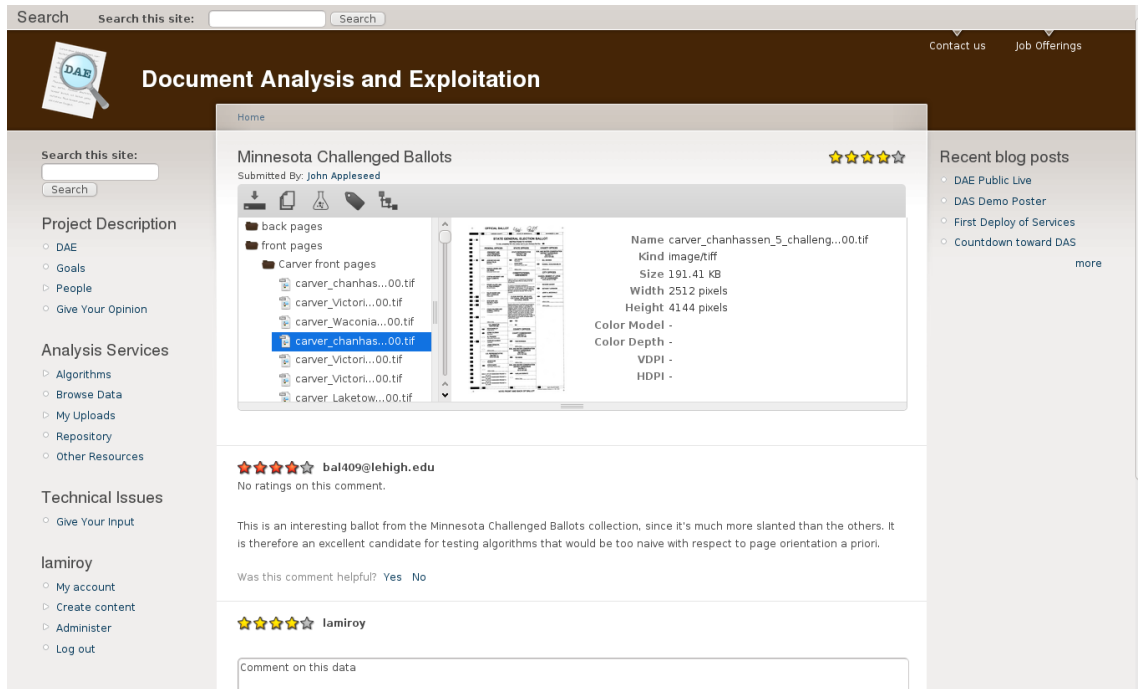 Search Search this site: Search
Contact us Job Offerings
DAE
Document Analysis and Exploitation
Home
Search this site:
Search
Project Description
DAE
Goals
People
Give Your Opinion
Analysis Services
Algorithms
Browse Data
My Uploads
Repository
Other Resources
Technical Issues
Give Your Input
lamiroy
My account
Create content
Administer
Log out
Minnesota Challenged Ballots
Submitted By: John Appleseed
back pages
front pages
Carver front pages
carver_chanhas...00.tif
carver_Victori...00.tif
carver_Waconia...00.tif
carver_chanhas...00.tif
carver_Victori...00.tif
carver_Victori...00.tif
carver_Laketow...00.tif
OFFICIAL BALLOT
STATE GENERAL ELECTION BALLOT
Name carver_chanhassen_5_challeng...00.tif
Kind image/tiff
Size 191.41 KB
Width 2512 pixels
Height 4144 pixels
Color Model -
Color Depth -
VDPI -
HDPI -
bal409@lehigh.edu
No ratings on this comment.
This is an interesting ballot from the Minnesota Challenged Ballots collection, since it's much more slanted than the others. It
is therefore an excellent candidate for testing algorithms that would be too naive with respect to page orientation a priori.
Was this comment helpful? Yes No
lamiroy
Comment on this data
Recent blog posts
DAE Public Live
DAS Demo Poster
First Deploy of Services
Countdown toward DAS
more